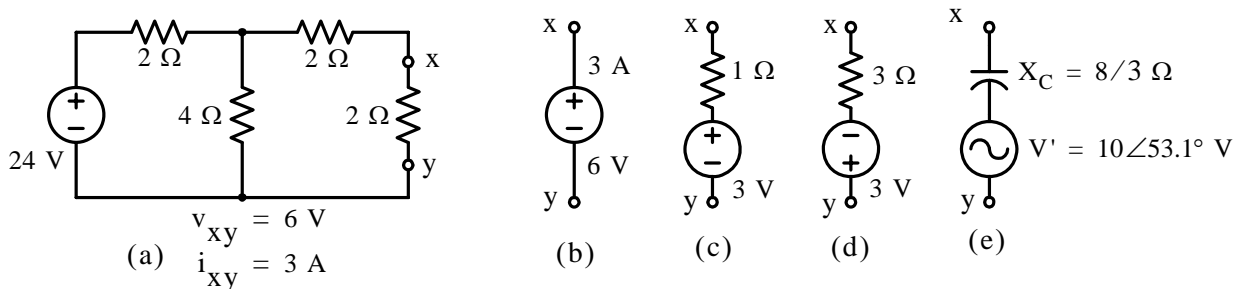 2 Ω
2 Ω
x
4 Ω
2 Ω
24 V
y
v_xy = 6 V
(a)
i_xy = 3 A
x
3 A
6 V
y
(b)
x
1 Ω
y
3 V
(c)
x
3 Ω
y
3 V
(d)
x
X_C = 8/3 Ω
V' = 10∠53.1° V
y
(e)